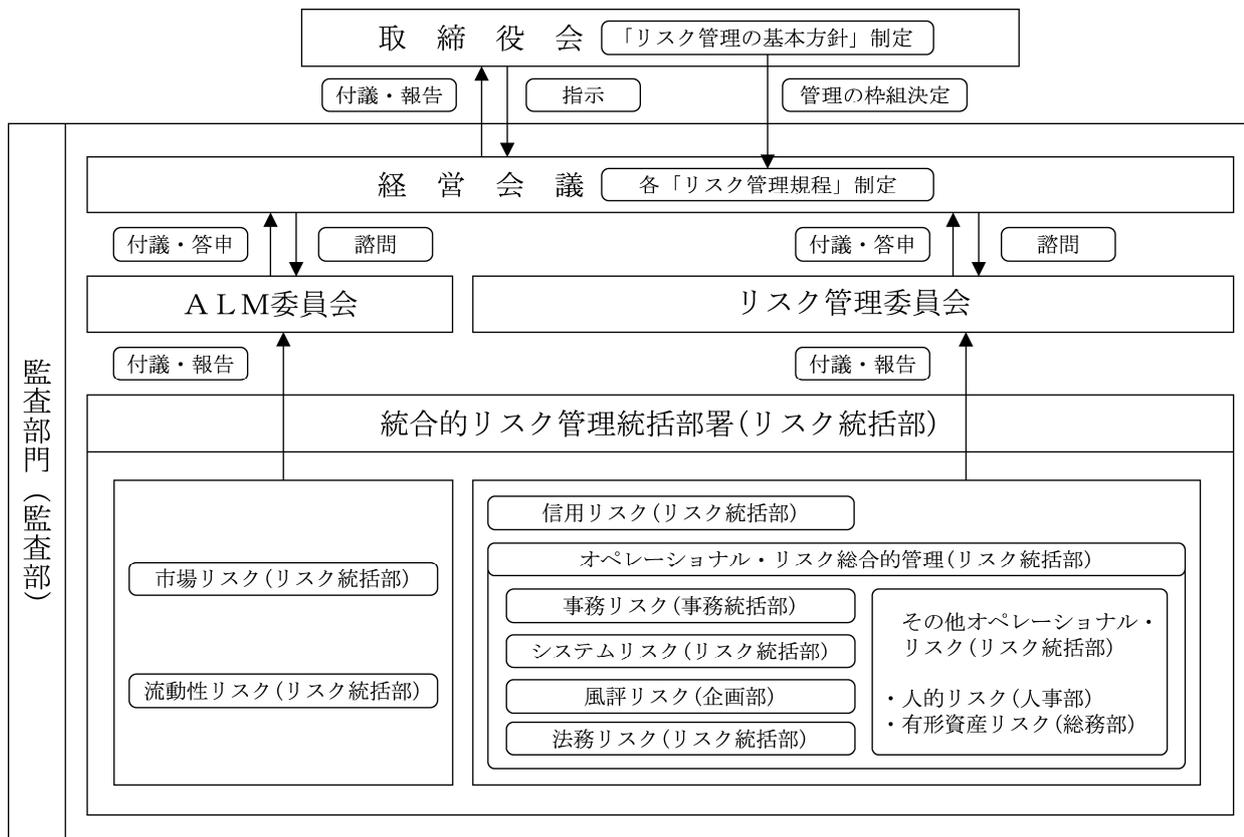 取締役会
「リスク管理の基本方針」制定
付議・報告
指示
管理の枠組決定
経営会議
各「リスク管理規程」制定
付議・答申
諮問
付議・答申
諮問
ALM委員会
リスク管理委員会
付議・報告
付議・報告
監査部門(監査部)
統合的リスク管理統括部署(リスク統括部)
市場リスク(リスク統括部)
流動性リスク(リスク統括部)
信用リスク(リスク統括部)
オペレーショナル・リスク総合的管理(リスク統括部)
事務リスク(事務統括部)
システムリスク(リスク統括部)
風評リスク(企画部)
法務リスク(リスク統括部)
その他オペレーショナル・
リスク(リスク統括部)
・人的リスク(人事部)
・有形資産リスク(総務部)